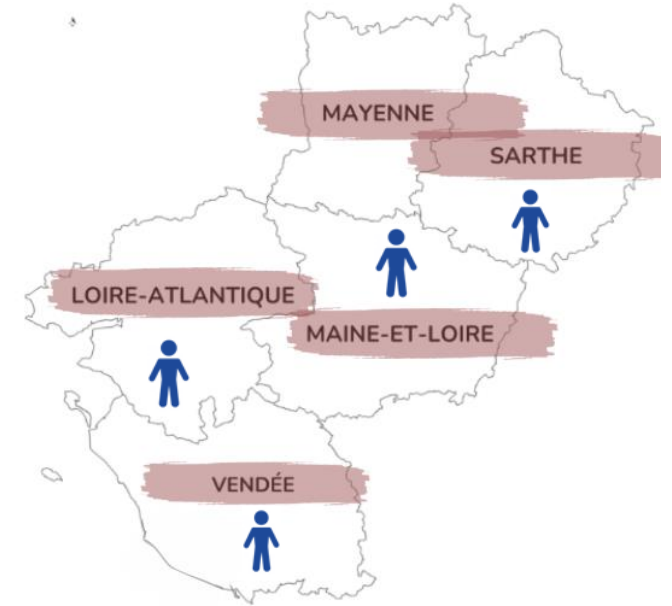 MAYENNE
SARTHE
LOIRE-ATLANTIQUE
MAINE-ET-LOIRE
VENDÉE